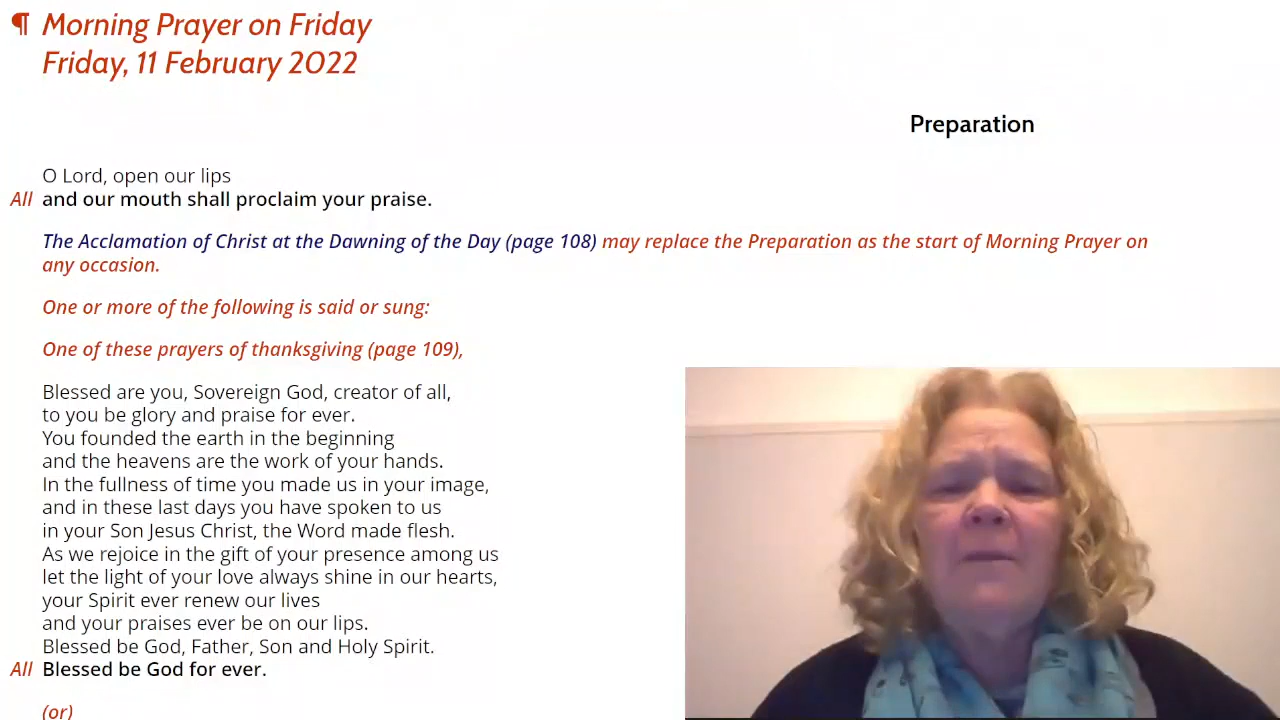 ¶ Morning Prayer on Friday
Friday, 11 February 2022
Preparation
O Lord, open our lips
All and our mouth shall proclaim your praise.
The Acclamation of Christ at the Dawning of the Day (page 108) may replace the Preparation as the start of Morning Prayer on
any occasion.
One or more of the following is said or sung:
One of these prayers of thanksgiving (page 109),
Blessed are you, Sovereign God, creator of all,
to you be glory and praise for ever.
You founded the earth in the beginning
and the heavens are the work of your hands.
In the fullness of time you made us in your image,
and in these last days you have spoken to us
in your Son Jesus Christ, the Word made flesh.
As we rejoice in the gift of your presence among us
let the light of your love always shine in our hearts,
your Spirit ever renew our lives
and your praises ever be on our lips.
Blessed be God, Father, Son and Holy Spirit.
All Blessed be God for ever.
(or)